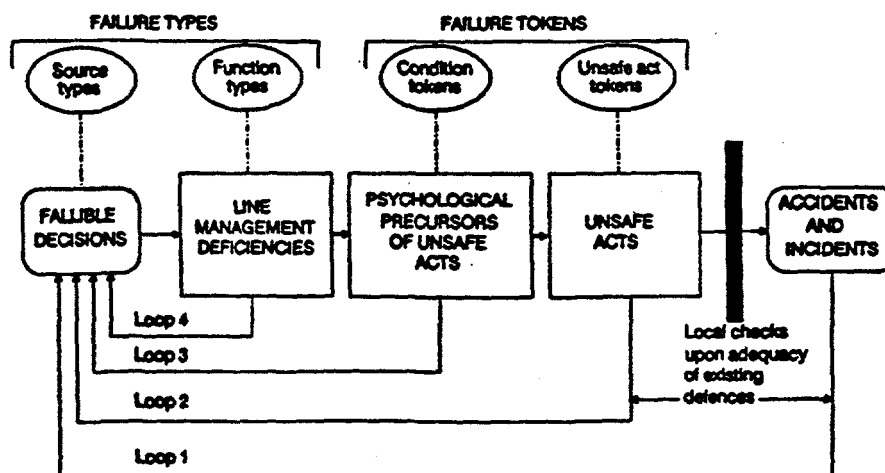 FAILURE TYPES
FAILURE TOKENS
Source
types
Function
types
Condition
tokens
Unsafe act
tokens
FALLIBLE
DECISIONS
LINE
MANAGEMENT
DEFICIENCIES
PSYCHOLOGICAL
PRECURSORS
OF UNSAFE
ACTS
UNSAFE
ACTS
ACCIDENTS
AND
INCIDENTS
Loop 4
Loop 3
Loop 2
Loop 1
Local checks
upon adequacy
of existing
defences